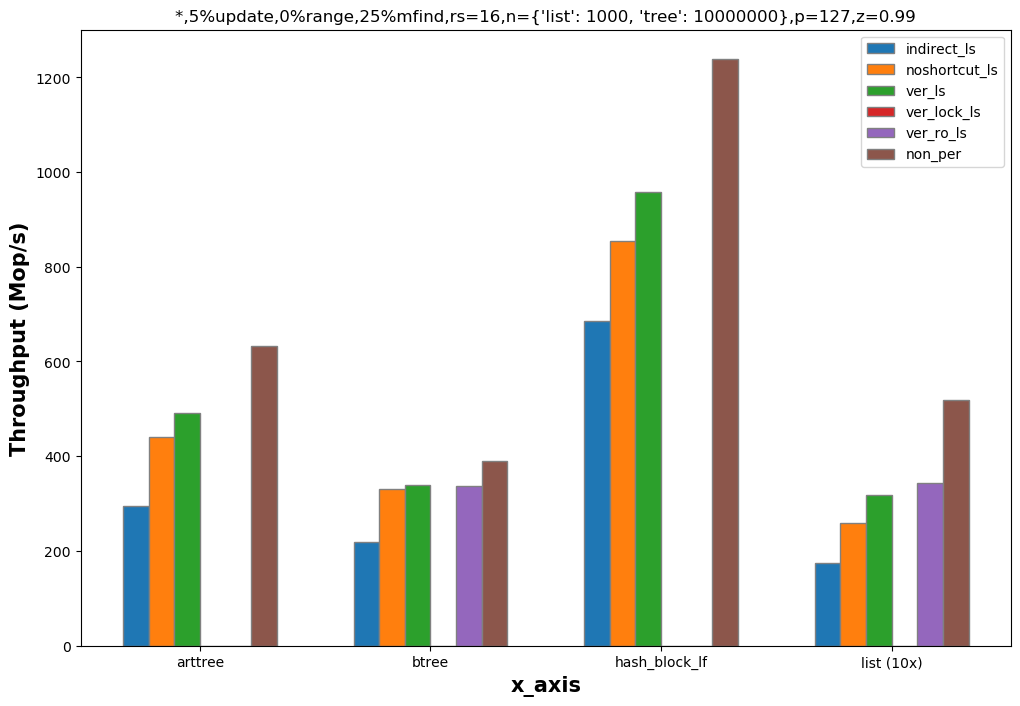 *,5%update,0%range,25%mfind,rs=16,n={'list': 1000, 'tree': 10000000},p=127,z=0.99
indirect_ls
noshortcut_ls
ver_ls
ver_lock_ls
ver_ro_ls
non_per
Throughput (Mop/s)
1200
1000
800
600
400
200
0
arttree
btree
hash_block_lf
list (10x)
x_axis